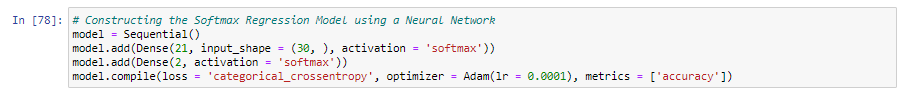 In [78]: # Constructing the Softmax Regression Model using a Neural Network
model = Sequential()
model.add(Dense(21, input_shape = (30, ), activation = 'softmax'))
model.add(Dense(2, activation = 'softmax'))
model.compile(loss = 'categorical_crossentropy', optimizer = Adam(lr = 0.0001), metrics = ['accuracy'])